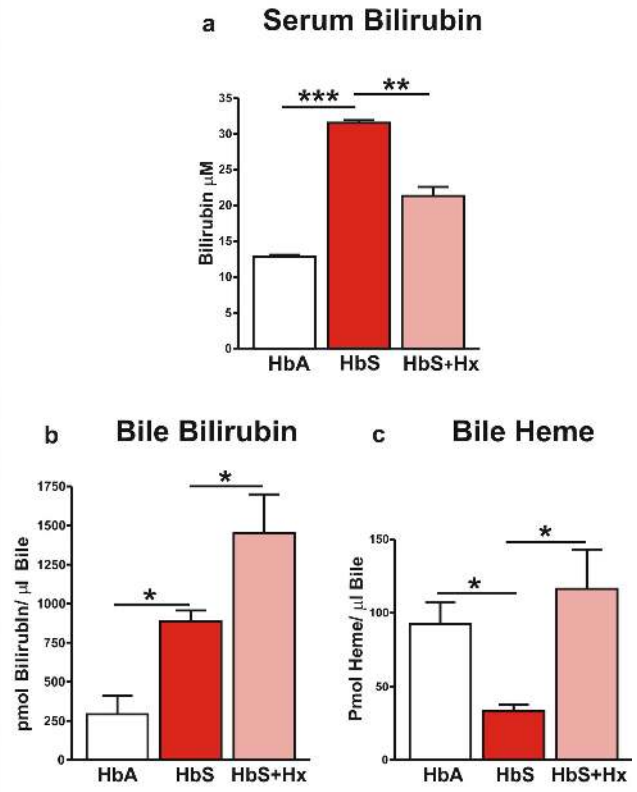 a Serum Bilirubin
*** **
Bilirubin μM
35
30
25
20
15
10
5
0
HbA HbS HbS+Hx
b Bile Bilirubin
* *
pmol Bilirubin/ μl Bile
1750
1500
1250
1000
750
500
250
0
HbA HbS HbS+Hx
c Bile Heme
* *
Pmol Heme/ μl Bile
150
100
50
0
HbA HbS HbS+Hx